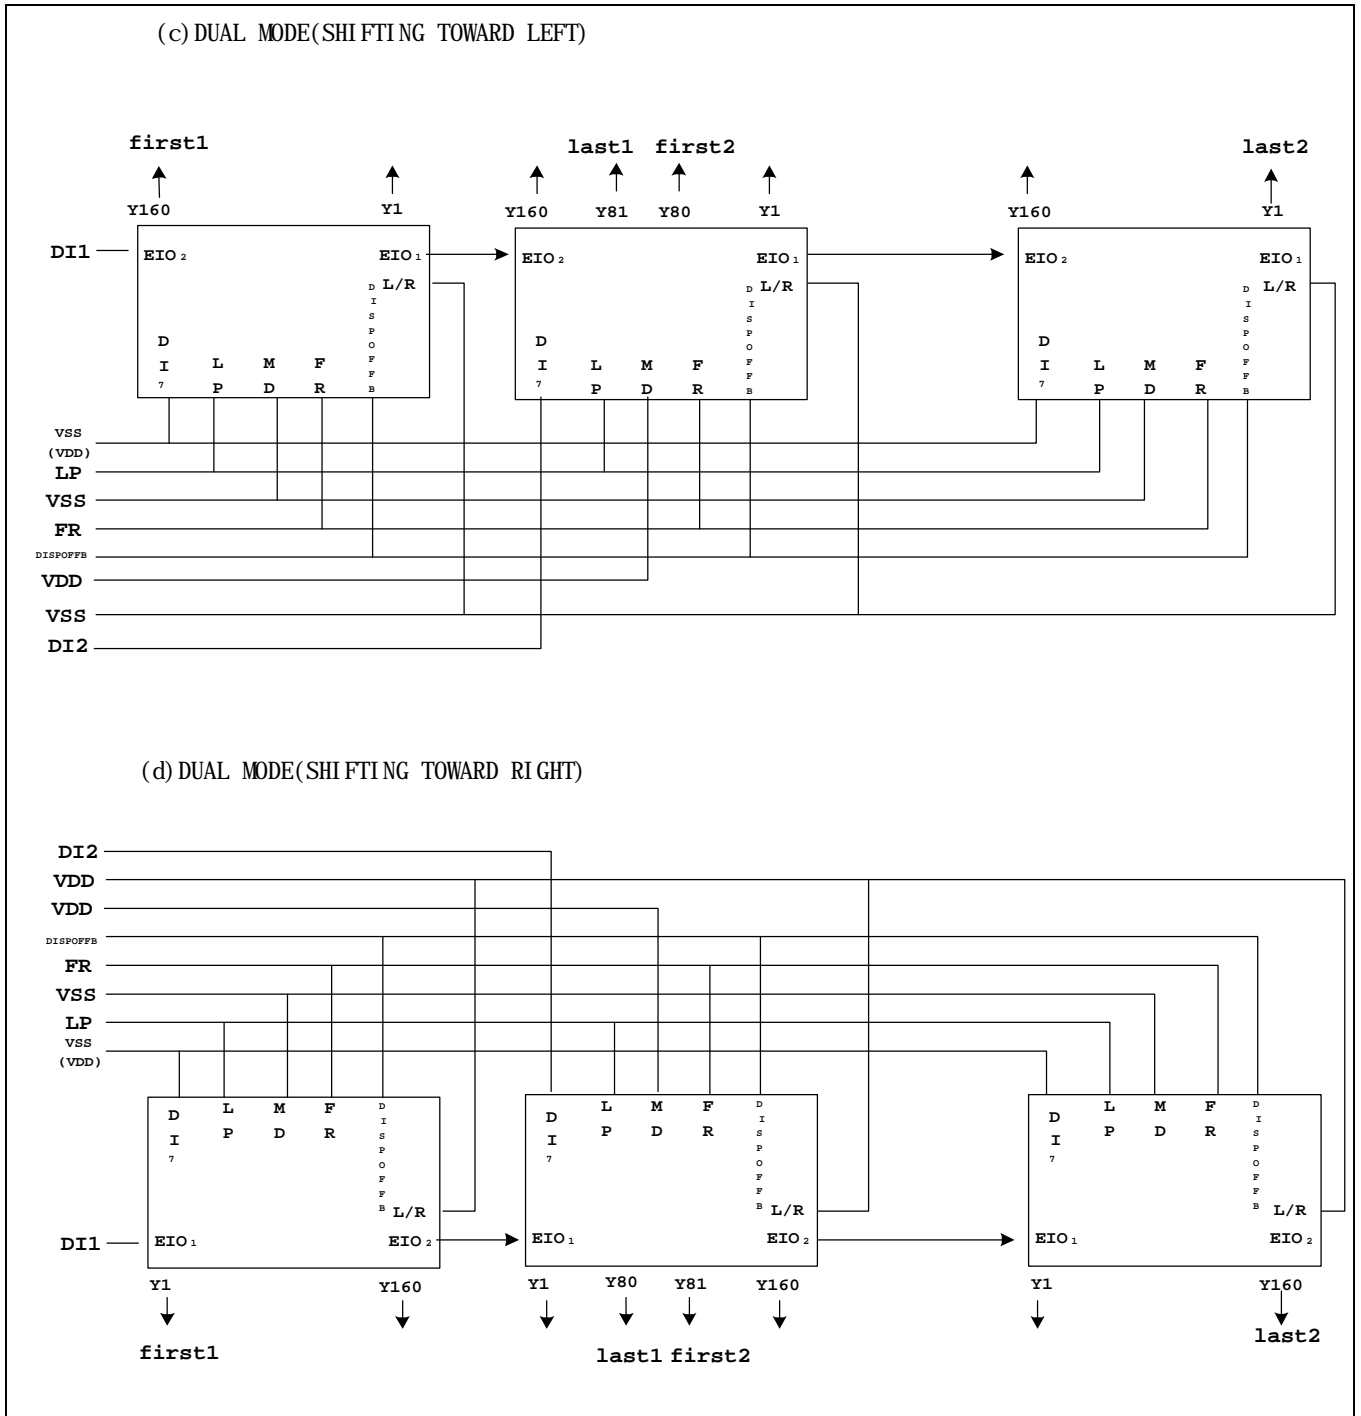 (c) DUAL MODE(SHIFTING TOWARD LEFT)
first1 last1 first2 last2
Y160 Y1 Y160 Y81 Y80 Y1 Y160 Y1
DI1 EIO2 EIO1 EIO2 EIO1 EIO2 EIO1
L/R L/R L/R
DI7 LP MD FR DISPOFFB DI7 LP MD FR DISPOFFB DI7 LP MD FR DISPOFFB
VSS
(VDD)
LP
VSS
FR
DISPOFFB
VDD
VSS
DI2
(d) DUAL MODE(SHIFTING TOWARD RIGHT)
DI2
VDD
VDD
DISPOFFB
FR
VSS
LP
VSS
(VDD)
DI7 LP MD FR DISPOFFB DI7 LP MD FR DISPOFFB DI7 LP MD FR DISPOFFB
L/R L/R L/R
DI1 EIO1 EIO2 EIO1 EIO2 EIO1 EIO2
Y1 Y160 Y1 Y80 Y81 Y160 Y1 Y160
first1 last1 first2 last2